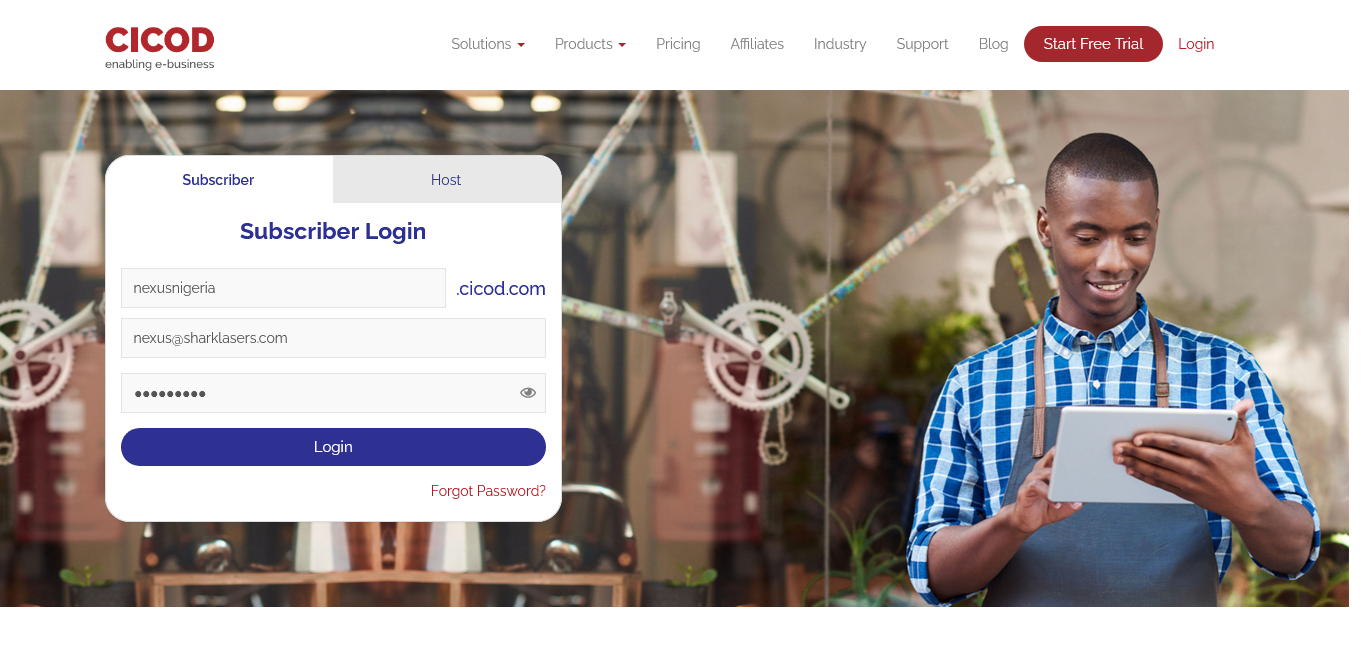 CICOD
enabling e-business
Solutions Products Pricing Affiliates Industry Support Blog Start Free Trial Login
Subscriber Host
Subscriber Login
nexusnigeria .cicod.com
nexus@sharklasers.com
●●●●●●●●●
Login
Forgot Password?